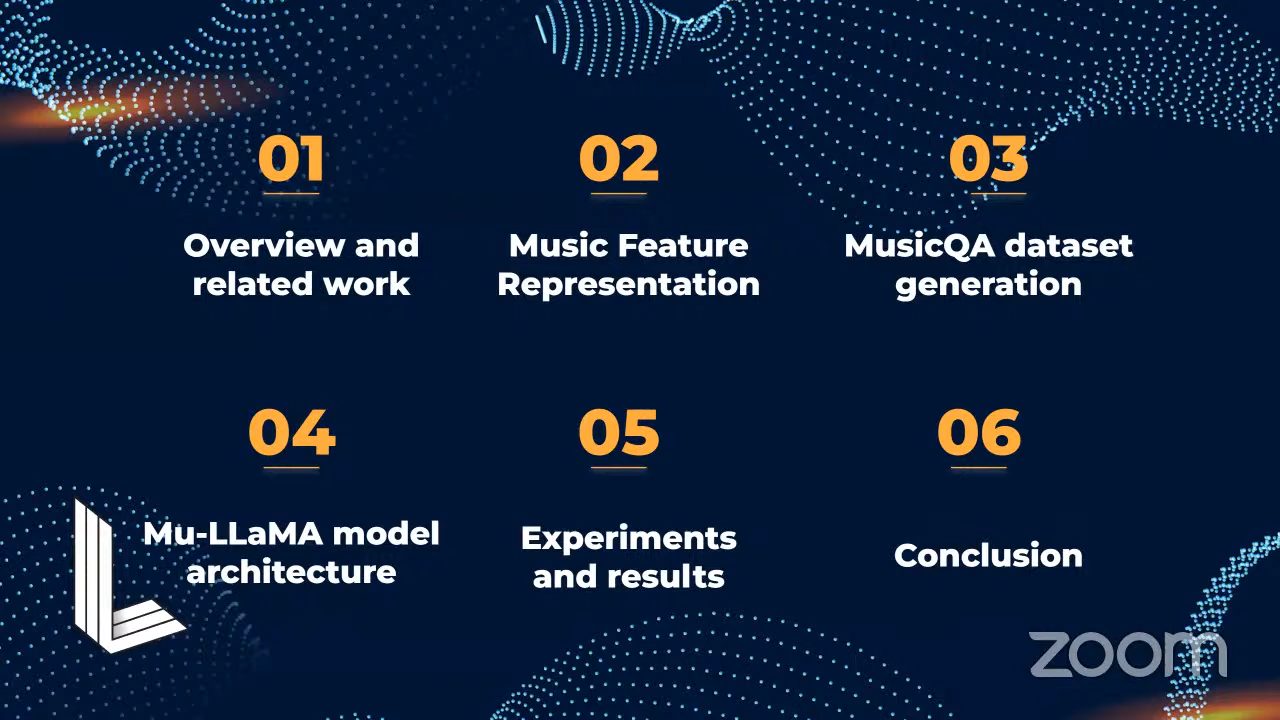 01
Overview and
related work
02
Music Feature
Representation
03
MusicQA dataset
generation
04
Mu-LLaMA model
architecture
05
Experiments
and results
06
Conclusion
zoom